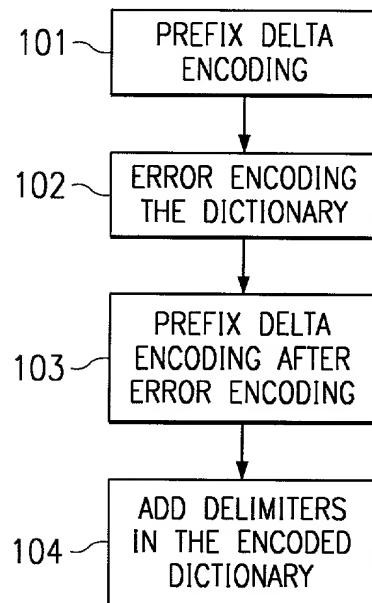 101
PREFIX DELTA
ENCODING
102
ERROR ENCODING
THE DICTIONARY
103
PREFIX DELTA
ENCODING AFTER
ERROR ENCODING
104
ADD DELIMITERS
IN THE ENCODED
DICTIONARY